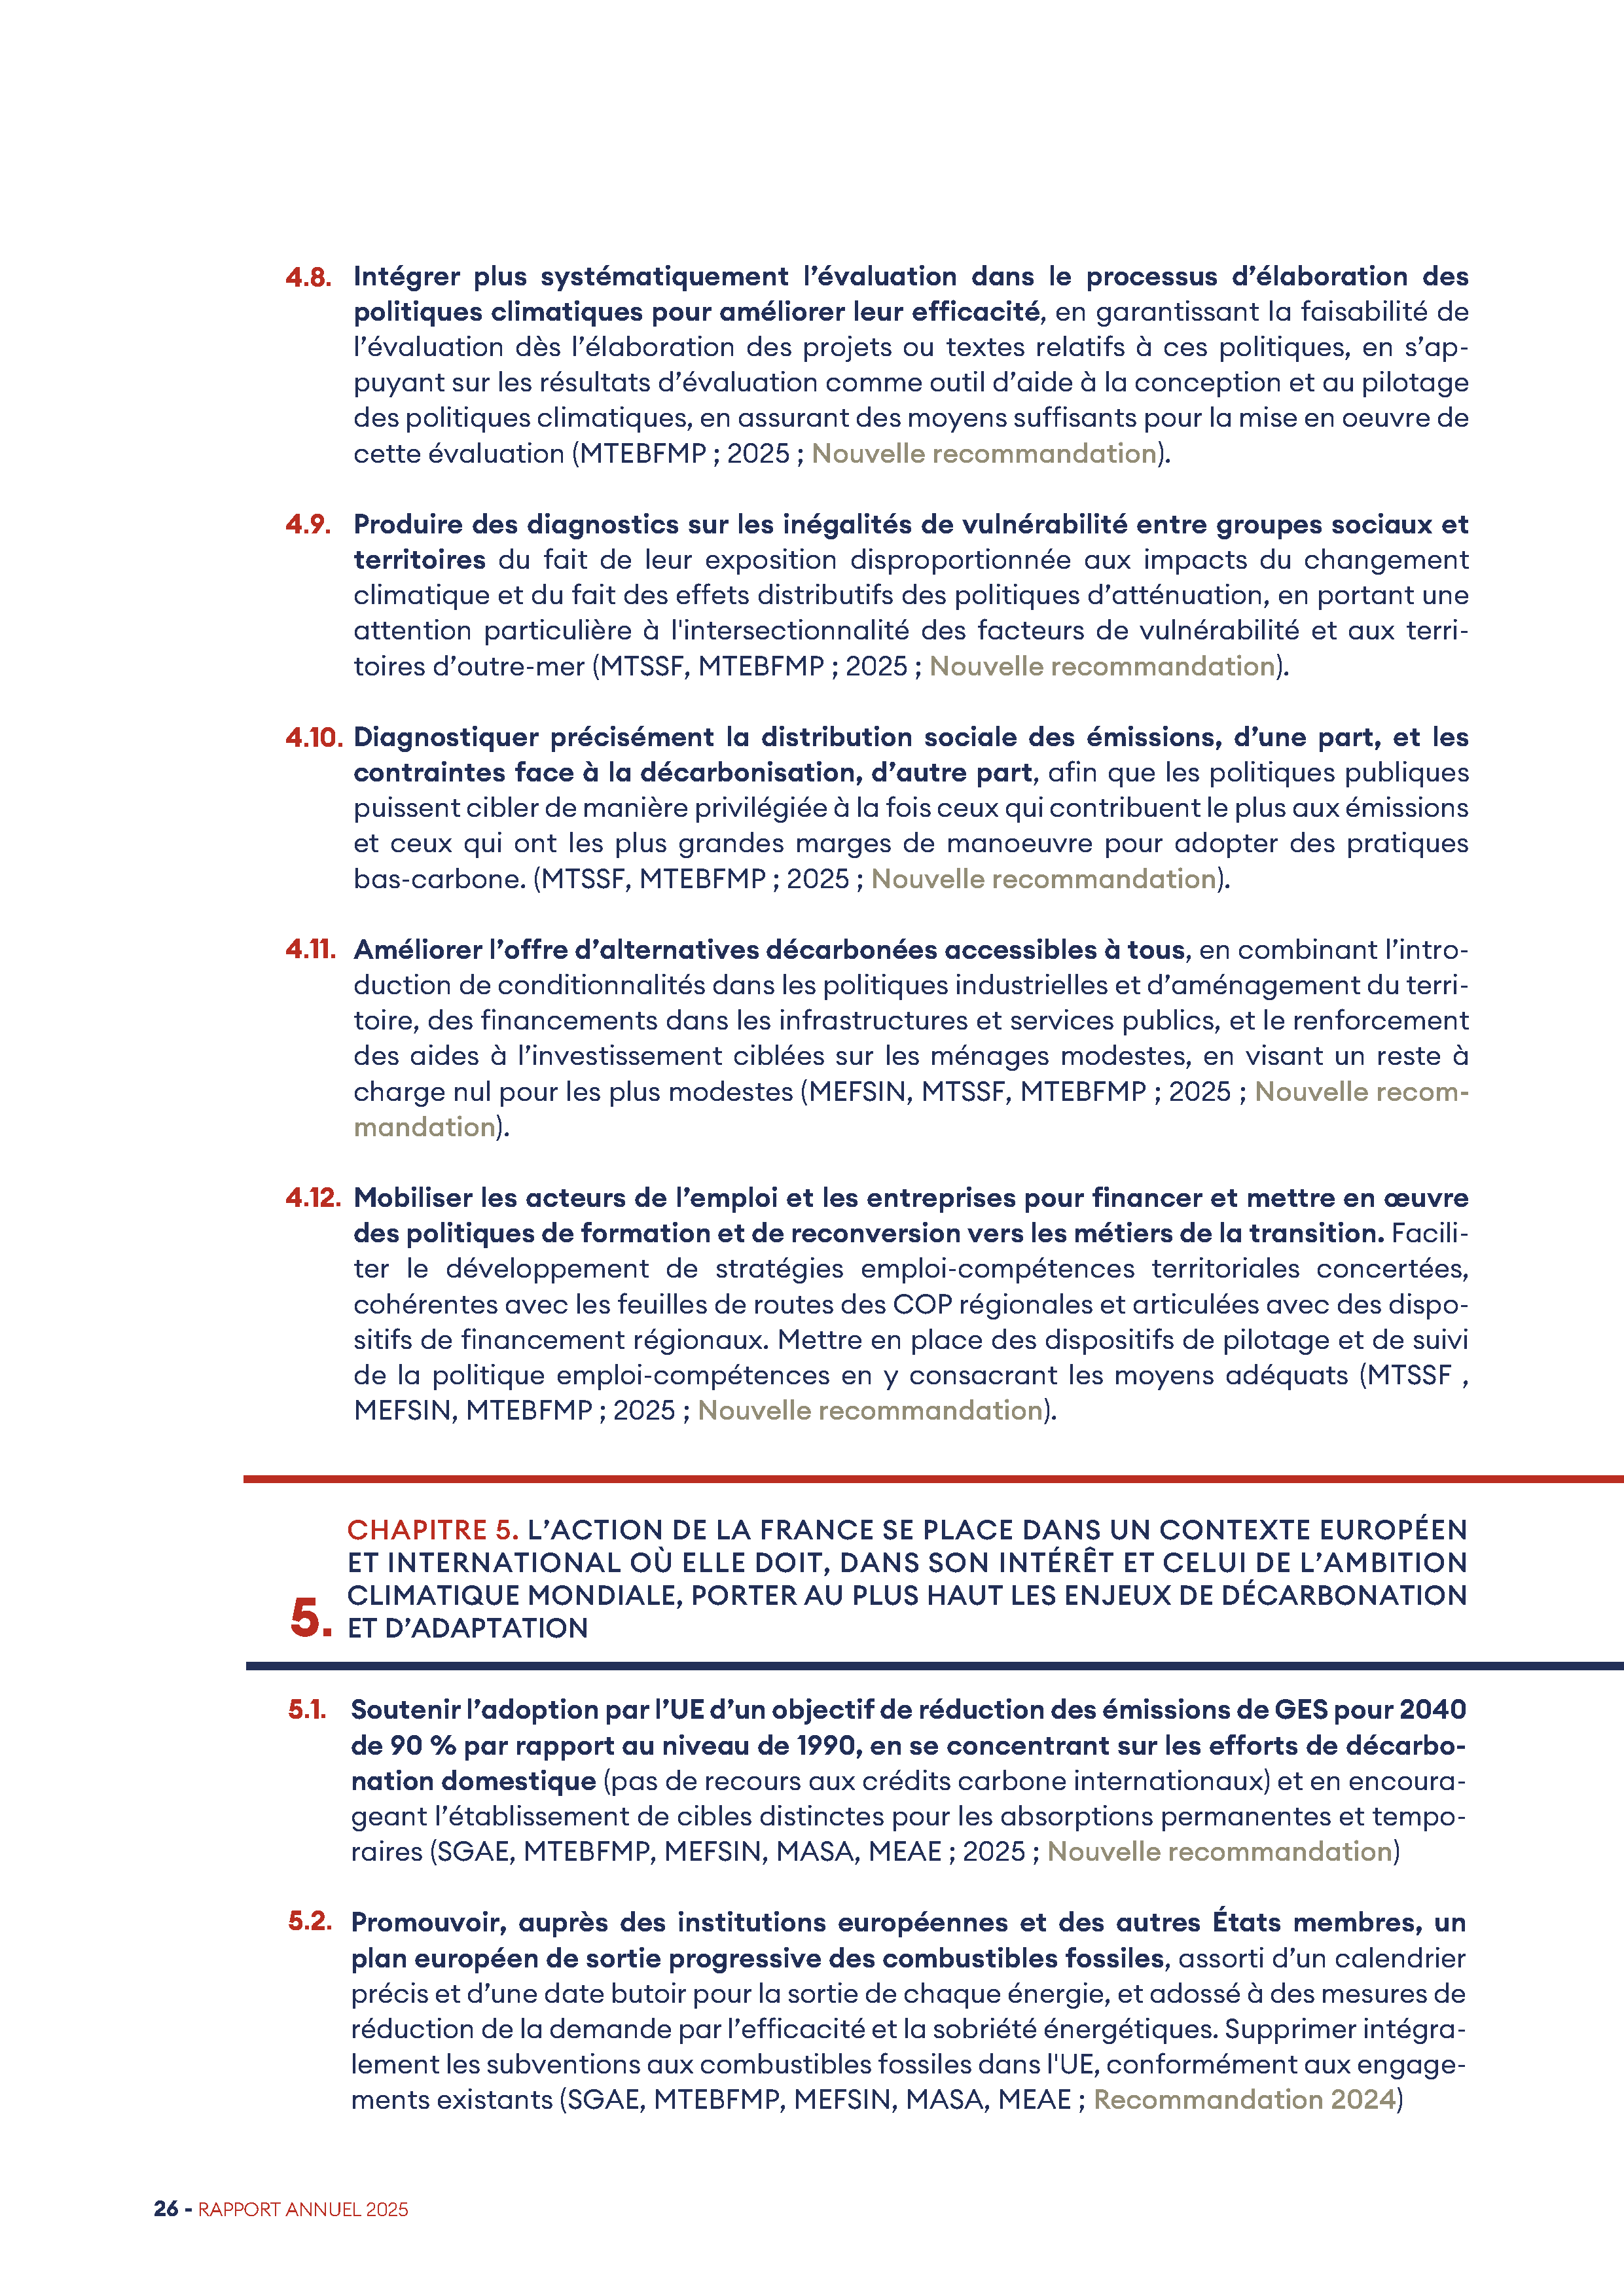 4.8. Intégrer plus systématiquement l’évaluation dans le processus d’élaboration des
politiques climatiques pour améliorer leur efficacité, en garantissant la faisabilité de
l’évaluation dès l’élaboration des projets ou textes relatifs à ces politiques, en s’ap-
puyant sur les résultats d’évaluation comme outil d’aide à la conception et au pilotage
des politiques climatiques, en assurant des moyens suffisants pour la mise en oeuvre de
cette évaluation (MTEBFMP ; 2025 ; Nouvelle recommandation).
4.9. Produire des diagnostics sur les inégalités de vulnérabilité entre groupes sociaux et
territoires du fait de leur exposition disproportionnée aux impacts du changement
climatique et du fait des effets distributifs des politiques d’atténuation, en portant une
attention particulière à l'intersectionnalité des facteurs de vulnérabilité et aux terri-
toires d’outre-mer (MTSSF, MTEBFMP ; 2025 ; Nouvelle recommandation).
4.10. Diagnostiquer précisément la distribution sociale des émissions, d’une part, et les
contraintes face à la décarbonisation, d’autre part, afin que les politiques publiques
puissent cibler de manière privilégiée à la fois ceux qui contribuent le plus aux émissions
et ceux qui ont les plus grandes marges de manoeuvre pour adopter des pratiques
bas-carbone. (MTSSF, MTEBFMP ; 2025 ; Nouvelle recommandation).
4.11. Améliorer l’offre d’alternatives décarbonées accessibles à tous, en combinant l’intro-
duction de conditionnalités dans les politiques industrielles et d’aménagement du terri-
toire, des financements dans les infrastructures et services publics, et le renforcement
des aides à l’investissement ciblées sur les ménages modestes, en visant un reste à
charge nul pour les plus modestes (MEFSIN, MTSSF, MTEBFMP ; 2025 ; Nouvelle recom-
mandation).
4.12. Mobiliser les acteurs de l’emploi et les entreprises pour financer et mettre en œuvre
des politiques de formation et de reconversion vers les métiers de la transition. Facili-
ter le développement de stratégies emploi-compétences territoriales concertées,
cohérentes avec les feuilles de routes des COP régionales et articulées avec des dispo-
sitifs de financement régionaux. Mettre en place des dispositifs de pilotage et de suivi
de la politique emploi-compétences en y consacrant les moyens adéquats (MTSSF ,
MEFSIN, MTEBFMP ; 2025 ; Nouvelle recommandation).
CHAPITRE 5. L’ACTION DE LA FRANCE SE PLACE DANS UN CONTEXTE EUROPÉEN
ET INTERNATIONAL OÙ ELLE DOIT, DANS SON INTÉRÊT ET CELUI DE L’AMBITION
5. CLIMATIQUE MONDIALE, PORTER AU PLUS HAUT LES ENJEUX DE DÉCARBONATION
ET D’ADAPTATION
5.1. Soutenir l’adoption par l’UE d’un objectif de réduction des émissions de GES pour 2040
de 90 % par rapport au niveau de 1990, en se concentrant sur les efforts de décarbo-
nation domestique (pas de recours aux crédits carbone internationaux) et en encoura-
geant l’établissement de cibles distinctes pour les absorptions permanentes et tempo-
raires (SGAE, MTEBFMP, MEFSIN, MASA, MEAE ; 2025 ; Nouvelle recommandation)
5.2. Promouvoir, auprès des institutions européennes et des autres États membres, un
plan européen de sortie progressive des combustibles fossiles, assorti d’un calendrier
précis et d’une date butoir pour la sortie de chaque énergie, et adossé à des mesures de
réduction de la demande par l’efficacité et la sobriété énergétiques. Supprimer intégra-
lement les subventions aux combustibles fossiles dans l'UE, conformément aux engage-
ments existants (SGAE, MTEBFMP, MEFSIN, MASA, MEAE ; Recommandation 2024)
26 - RAPPORT ANNUEL 2025